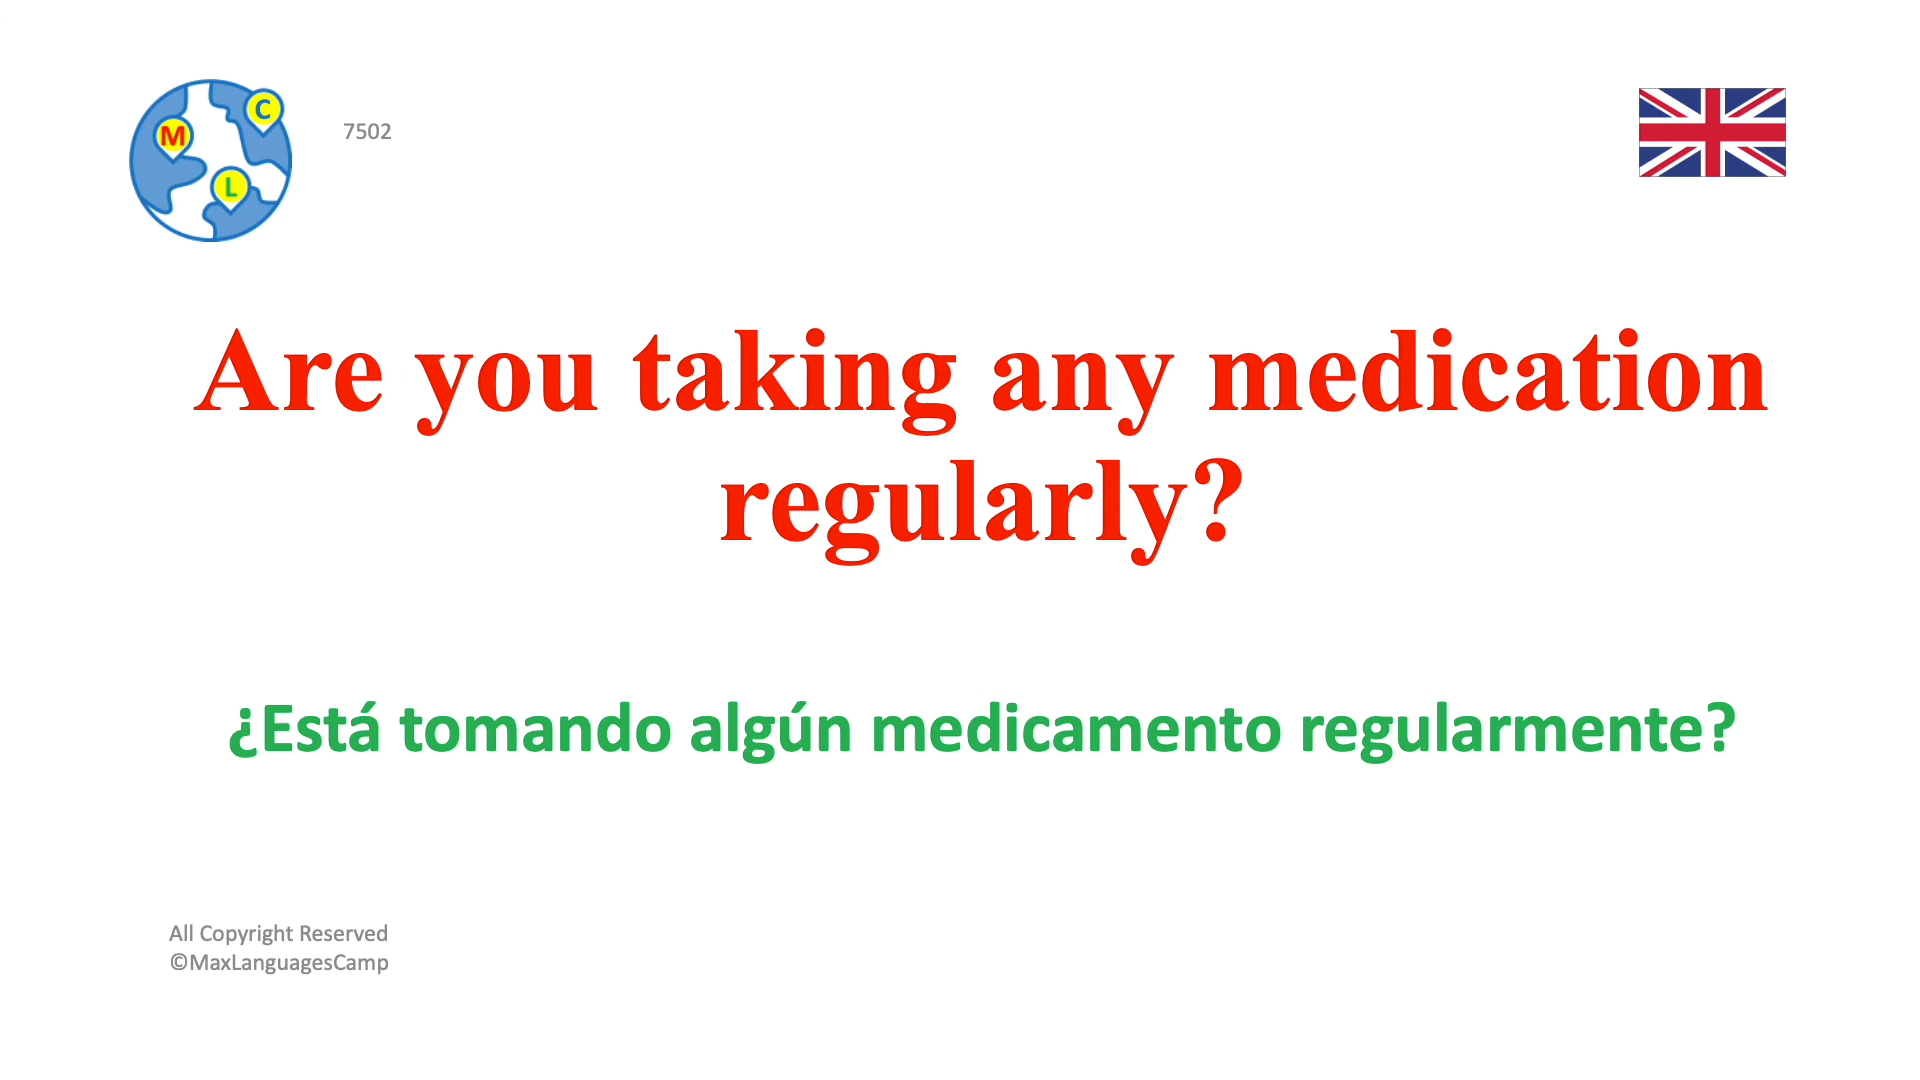 C
M
L
7502
Are you taking any medication
regularly?
¿Está tomando algún medicamento regularmente?
All Copyright Reserved
©MaxLanguagesCamp